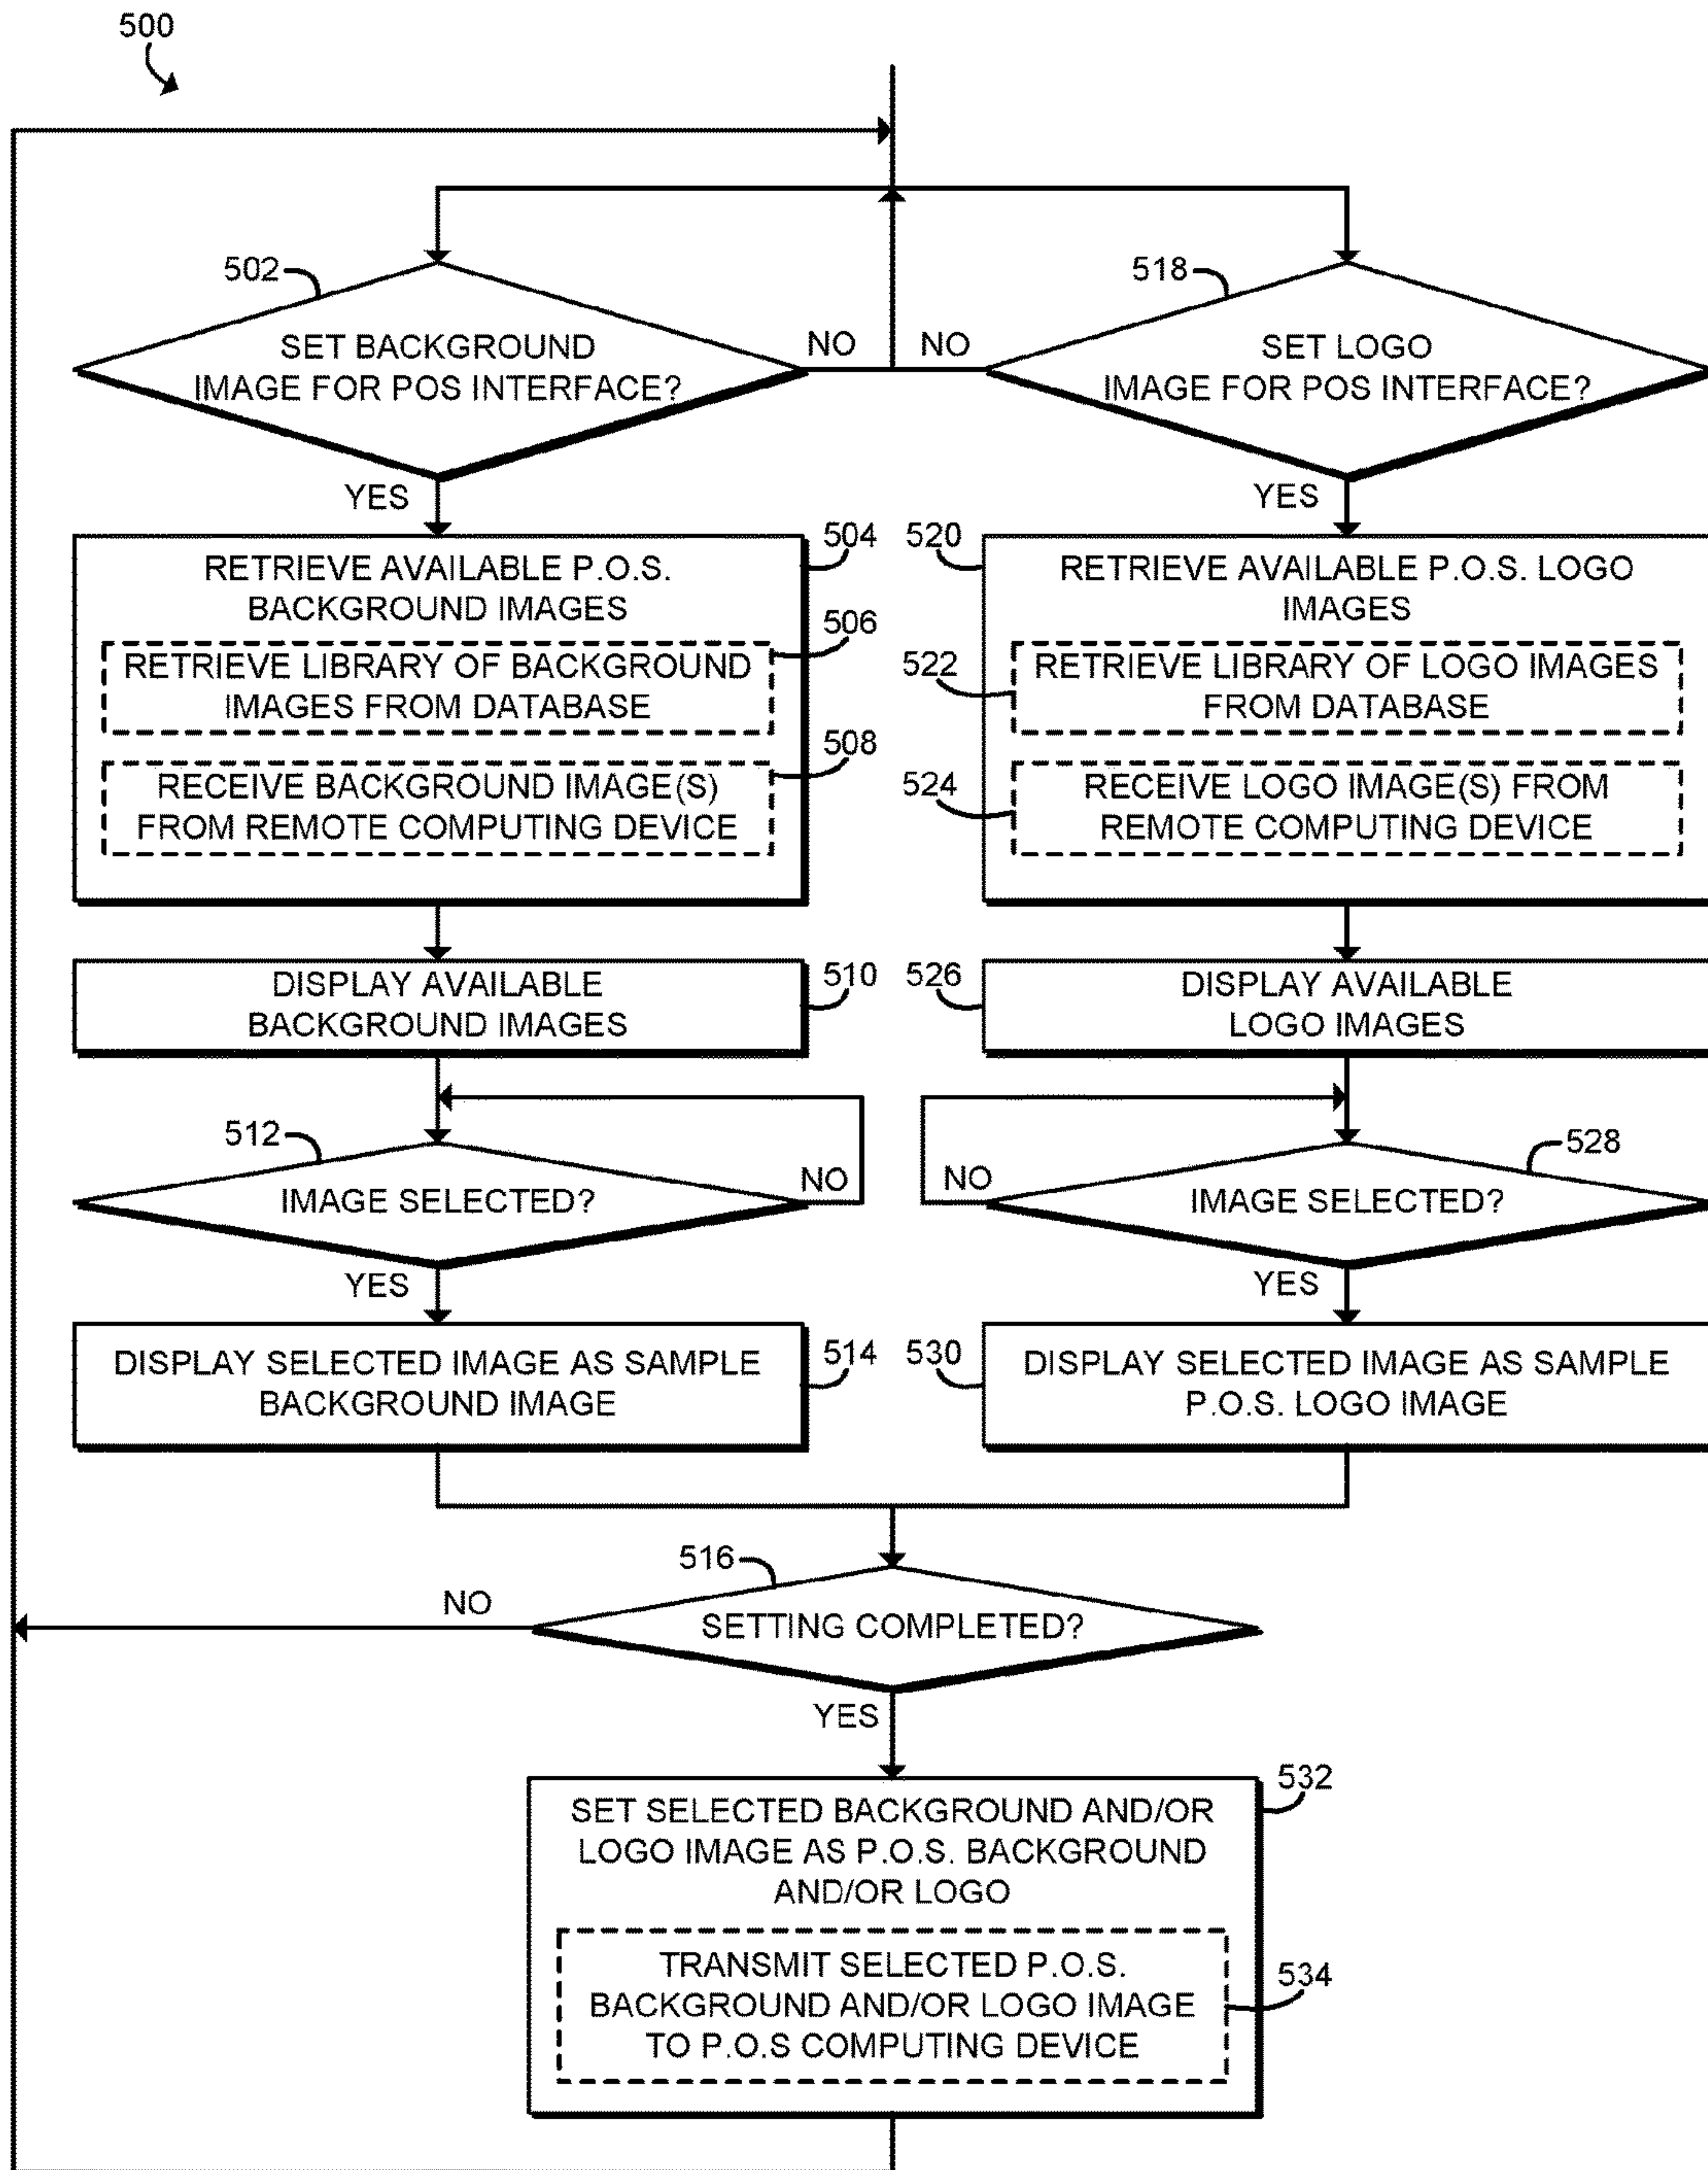 500
502
SET BACKGROUND
IMAGE FOR POS INTERFACE?
NO
YES
518
SET LOGO
IMAGE FOR POS INTERFACE?
NO
YES
504
RETRIEVE AVAILABLE P.O.S.
BACKGROUND IMAGES
506
RETRIEVE LIBRARY OF BACKGROUND
IMAGES FROM DATABASE
508
RECEIVE BACKGROUND IMAGE(S)
FROM REMOTE COMPUTING DEVICE
520
RETRIEVE AVAILABLE P.O.S. LOGO
IMAGES
522
RETRIEVE LIBRARY OF LOGO IMAGES
FROM DATABASE
524
RECEIVE LOGO IMAGE(S) FROM
REMOTE COMPUTING DEVICE
510
DISPLAY AVAILABLE
BACKGROUND IMAGES
526
DISPLAY AVAILABLE
LOGO IMAGES
512
IMAGE SELECTED?
NO
YES
528
IMAGE SELECTED?
NO
YES
514
DISPLAY SELECTED IMAGE AS SAMPLE
BACKGROUND IMAGE
530
DISPLAY SELECTED IMAGE AS SAMPLE
P.O.S. LOGO IMAGE
516
SETTING COMPLETED?
NO
YES
532
SET SELECTED BACKGROUND AND/OR
LOGO IMAGE AS P.O.S. BACKGROUND
AND/OR LOGO
534
TRANSMIT SELECTED P.O.S.
BACKGROUND AND/OR LOGO IMAGE
TO P.O.S COMPUTING DEVICE